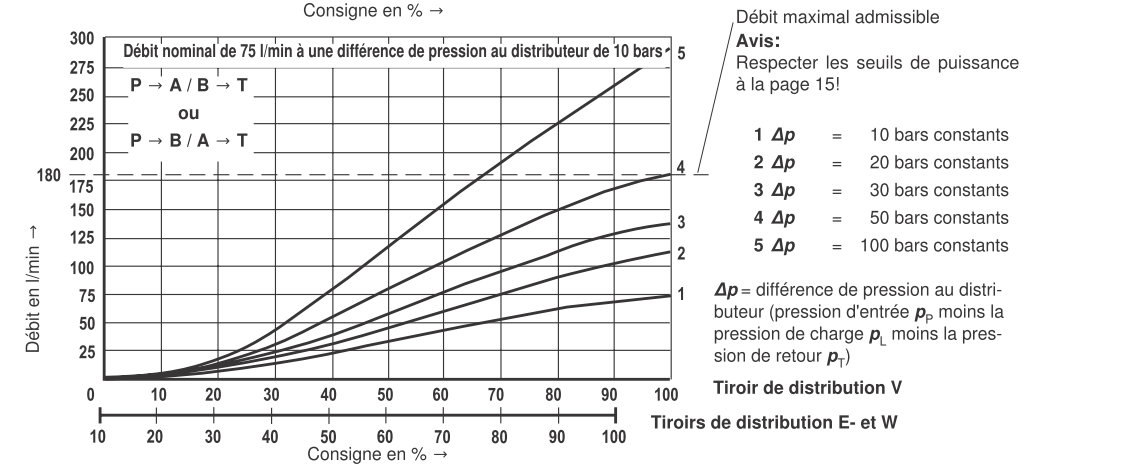 Consigne en % →
300
Débit nominal de 75 l/min à une différence de pression au distributeur de 10 bars
5
275
P → A / B → T
250
ou
225
P → B / A → T
200
180
175
4
150
3
125
2
100
1
75
50
25
Débit en l/min →
0 10 20 30 40 50 60 70 80 90 100
10 20 30 40 50 60 70 80 90 100
Consigne en % →
Débit maximal admissible
Avis:
Respecter les seuils de puissance
à la page 15!
1 Δp = 10 bars constants
2 Δp = 20 bars constants
3 Δp = 30 bars constants
4 Δp = 50 bars constants
5 Δp = 100 bars constants
Δp = différence de pression au distri-
buteur (pression d'entrée pP moins la
pression de charge pL moins la pres-
sion de retour pT)
Tiroir de distribution V
Tiroirs de distribution E- et W